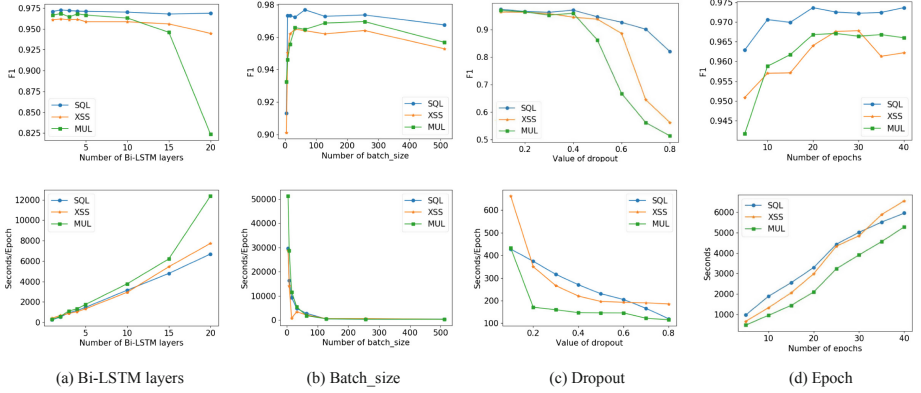 0.975
0.950
0.925
0.900
0.875
0.850
0.825
F1
SQL
XSS
MUL
5
10
15
20
Number of Bi-LSTM layers
0.98
0.96
0.94
0.92
0.90
F1
SQL
XSS
MUL
0
100
200
300
400
500
Number of batch_size
0.9
0.8
0.7
0.6
0.5
F1
SQL
XSS
MUL
0.2
0.4
0.6
0.8
Value of dropout
0.975
0.970
0.965
0.960
0.955
0.950
0.945
F1
SQL
XSS
MUL
10
20
30
40
Number of epochs
12000
10000
8000
6000
4000
2000
0
Seconds/Epoch
SQL
XSS
MUL
5
10
15
20
Number of Bi-LSTM layers
50000
40000
30000
20000
10000
0
Seconds/Epoch
SQL
XSS
MUL
0
100
200
300
400
500
Number of batch_size
600
500
400
300
200
100
Seconds/Epoch
SQL
XSS
MUL
0.2
0.4
0.6
0.8
Value of dropout
6000
5000
4000
3000
2000
1000
Seconds
SQL
XSS
MUL
10
20
30
40
Number of epochs
(a) Bi-LSTM layers
(b) Batch_size
(c) Dropout
(d) Epoch